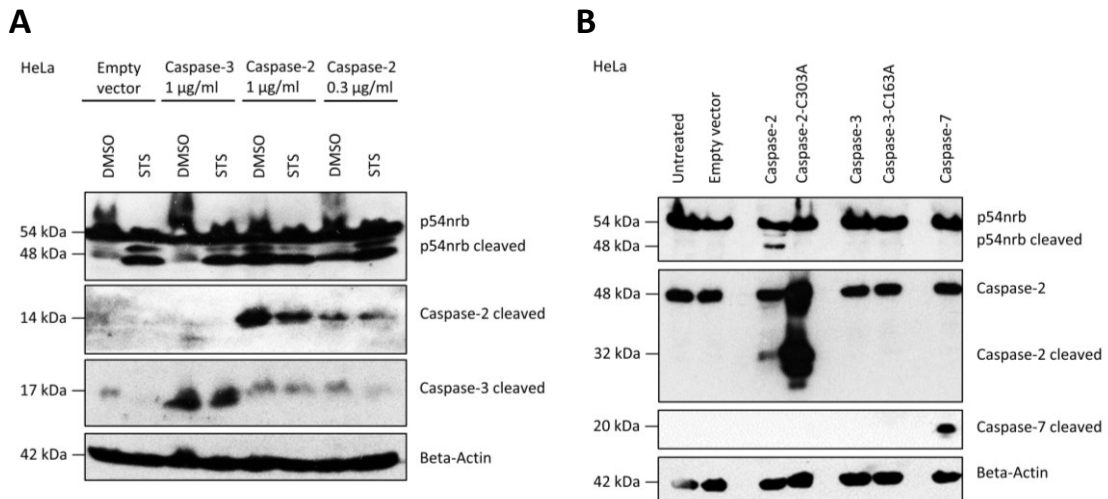 A
HeLa
Empty vector
Caspase-3 1 µg/ml
Caspase-2 1 µg/ml
Caspase-2 0.3 µg/ml
DMSO
STS
DMSO
STS
DMSO
STS
DMSO
STS
54 kDa
48 kDa
p54nrb
p54nrb cleaved
14 kDa
Caspase-2 cleaved
17 kDa
Caspase-3 cleaved
42 kDa
Beta-Actin
B
HeLa
Untreated
Empty vector
Caspase-2
Caspase-2-C303A
Caspase-3
Caspase-3-C163A
Caspase-7
54 kDa
48 kDa
p54nrb
p54nrb cleaved
48 kDa
Caspase-2
32 kDa
Caspase-2 cleaved
20 kDa
Caspase-7 cleaved
42 kDa
Beta-Actin